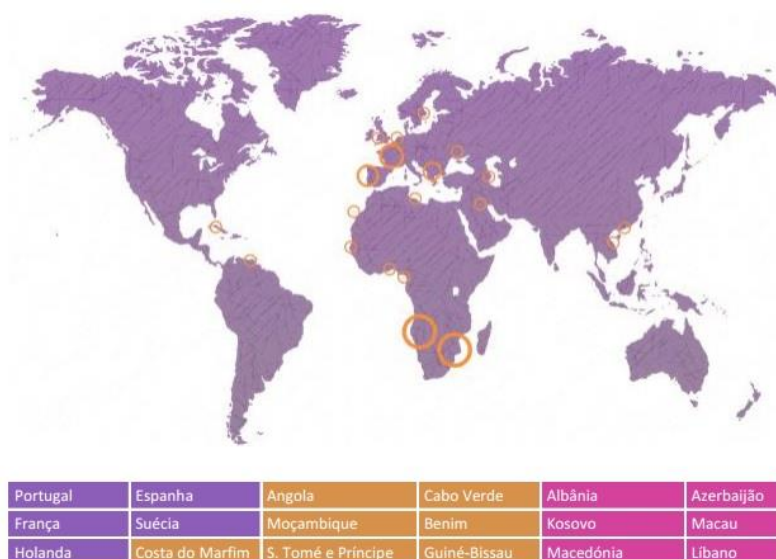 Portugal Espanha Angola Cabo Verde Albânia Azerbaijão
França Suécia Moçambique Benim Kosovo Macau
Holanda Costa do Marfim S. Tomé e Príncipe Guiné-Bissau Macedónia Líbano